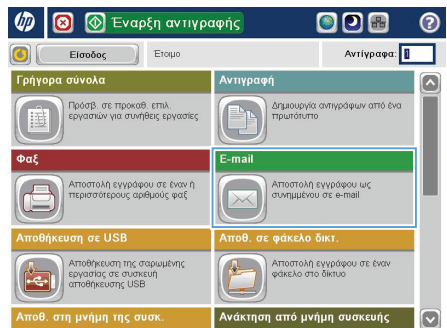 hp
Έναρξη αντιγραφής
?
Είσοδος
Έτοιμο
Αντίγραφα: 1
Γρήγορα σύνολα
Αντιγραφή
Πρόσβ. σε προκαθ. επιλ.
εργασιών για συνήθεις εργασίες
Δημιουργία αντιγράφων από ένα
πρωτότυπο
Φαξ
E-mail
Αποστολή εγγράφου σε έναν ή
περισσότερους αριθμούς φαξ
Αποστολή εγγράφου ως
συνημμένου σε e-mail
Αποθήκευση σε USB
Αποθ. σε φάκελο δικτ.
Αποθήκευση της σαρωμένης
εργασίας σε συσκευή
αποθήκευσης USB
Αποστολή εγγράφου σε έναν
φάκελο στο δίκτυο
Αποθ. στη μνήμη της συσκ.
Ανάκτηση από μνήμη συσκευής